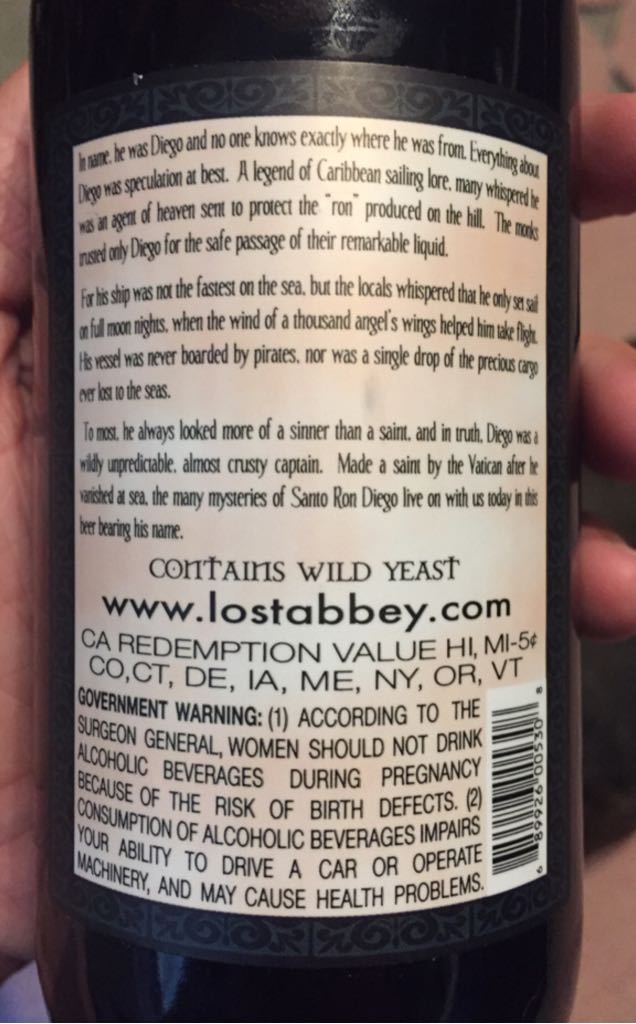 In name, he was Diego and no one knows exactly where he was from. Everything about
Diego was speculation at best. A legend of Caribbean sailing lore, many whispered he
was an agent of heaven sent to protect the "ron" produced on the hill. The monks
trusted only Diego for the safe passage of their remarkable liquid.
For his ship was not the fastest on the sea, but the locals whispered that he only set sail
on full moon nights, when the wind of a thousand angel's wings helped him take flight.
His vessel was never boarded by pirates, nor was a single drop of the precious cargo
ever lost to the seas.
To most, he always looked more of a sinner than a saint, and in truth, Diego was a
wildly unpredictable, almost crusty captain. Made a saint by the Vatican after he
vanished at sea, the many mysteries of Santo Ron Diego live on with us today in this
beer bearing his name.
CONTAINS WILD YEAST
www.lostabbey.com
CA REDEMPTION VALUE HI, MI-5¢
CO,CT, DE, IA, ME, NY, OR, VT
GOVERNMENT WARNING: (1) ACCORDING TO THE
SURGEON GENERAL, WOMEN SHOULD NOT DRINK
ALCOHOLIC BEVERAGES DURING PREGNANCY
BECAUSE OF THE RISK OF BIRTH DEFECTS. (2)
CONSUMPTION OF ALCOHOLIC BEVERAGES IMPAIRS
YOUR ABILITY TO DRIVE A CAR OR OPERATE
MACHINERY, AND MAY CAUSE HEALTH PROBLEMS.
6 89926 00530 8